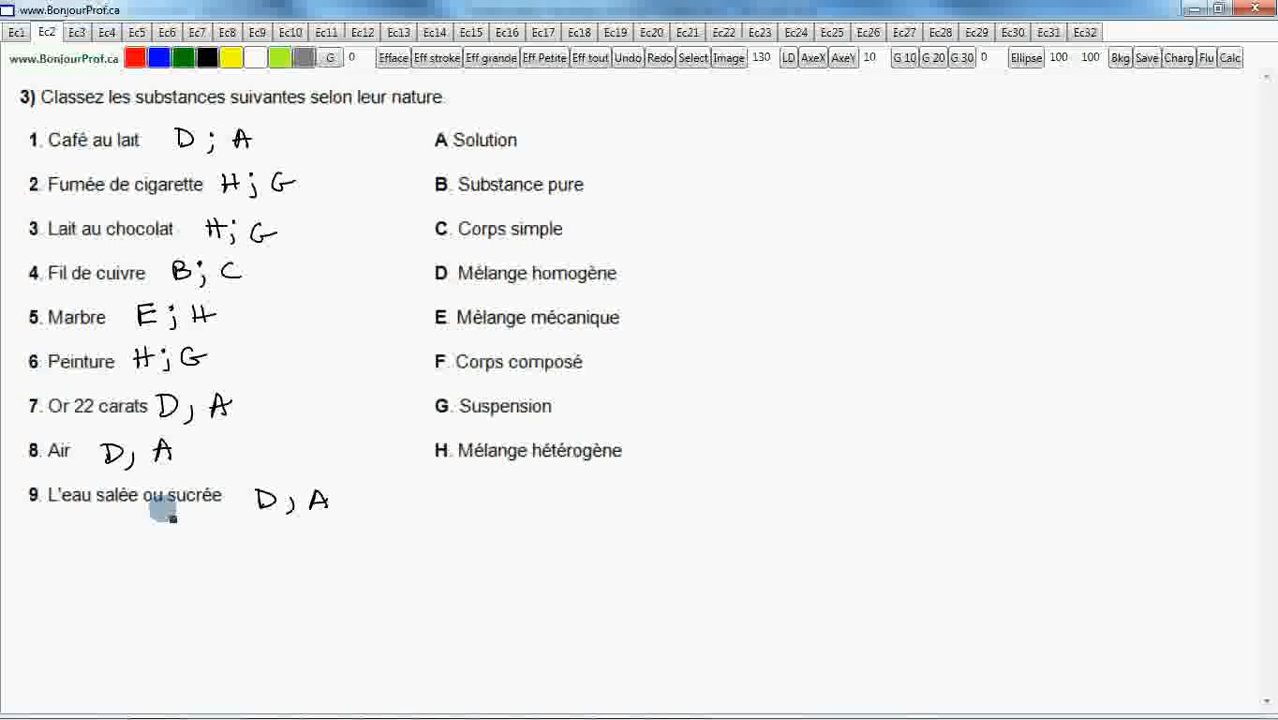 www.BonjourProf.ca
Ec1 Ec2 Ec3 Ec4 Ec5 Ec6 Ec7 Ec8 Ec9 Ec10 Ec11 Ec12 Ec13 Ec14 Ec15 Ec16 Ec17 Ec18 Ec19 Ec20 Ec21 Ec22 Ec23 Ec24 Ec25 Ec26 Ec27 Ec28 Ec29 Ec30 Ec31 Ec32
www.BonjourProf.ca G 0 Efface Eff stroke Eff grande Eff Petite Eff tout Undo Redo Select Image 130 LD AxeX AxeY 10 G 10 G 20 G 30 0 Ellipse 100 100 Bkg Save Charg Flu Calc
3) Classez les substances suivantes selon leur nature.
1. Café au lait D ; A A Solution
2. Fumée de cigarette H ; G B. Substance pure
3. Lait au chocolat H ; G C. Corps simple
4. Fil de cuivre B ; C D Mélange homogène
5. Marbre E ; H E. Mélange mécanique
6. Peinture H ; G F. Corps composé
7. Or 22 carats D , A G. Suspension
8. Air D , A H. Mélange hétérogène
9. L'eau salée ou sucrée D , A